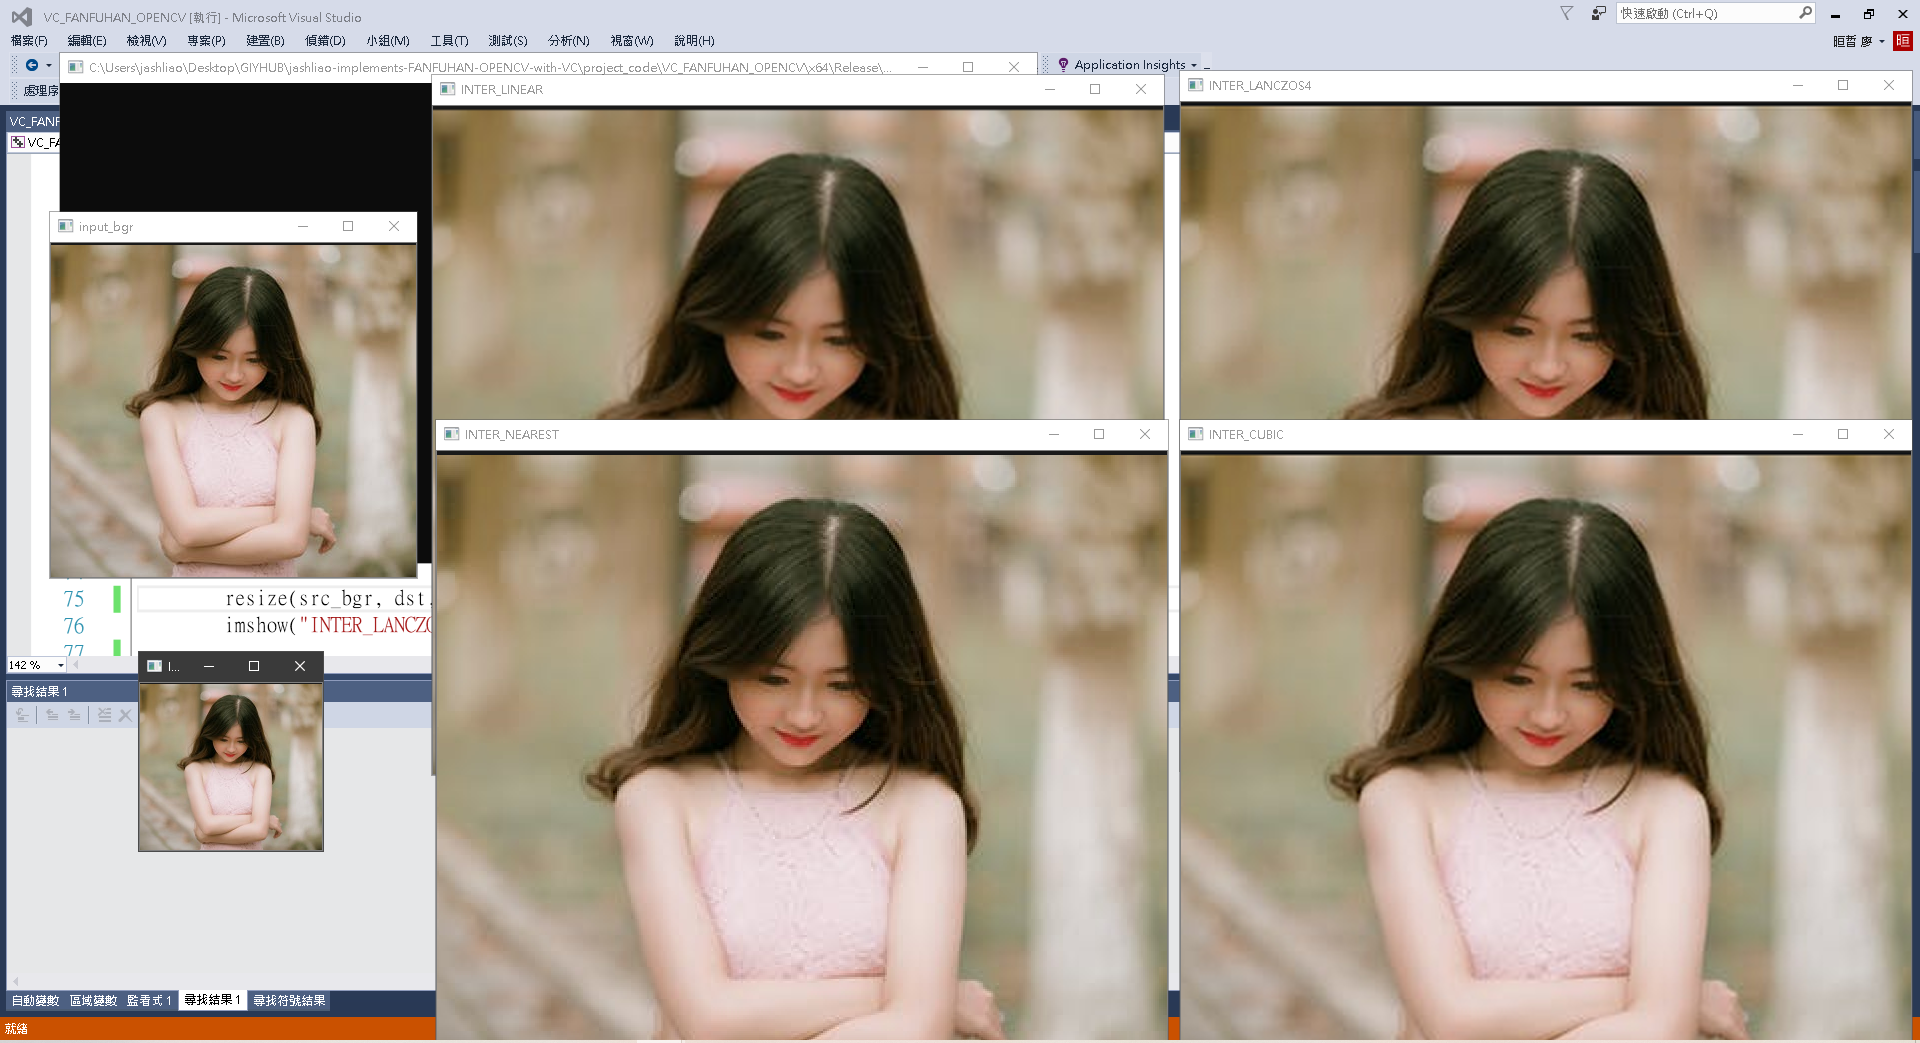 VC_FANFUHAN_OPENCV [執行] - Microsoft Visual Studio
快速啟動 (Ctrl+Q)
檔案(F) 編輯(E) 檢視(V) 專案(P) 建置(B) 偵錯(D) 小組(M) 工具(T) 測試(S) 分析(N) 視窗(W) 說明(H)
晅哲 廖
晅
C:\Users\jashliao\Desktop\GIYHUB\jashliao-implements-FANFUHAN-OPENCV-with-VC\project_code\VC_FANFUHAN_OPENCV\x64\Release\...
Application Insights
處理序
INTER_LINEAR
INTER_LANCZOS4
VC_FANF
VC_FA
input_bgr
INTER_NEAREST
INTER_CUBIC
75 resize(src_bgr, dst,
76 imshow("INTER_LANCZO
77
142 %
I...
尋找結果 1
自動變數 區域變數 監看式 1 尋找結果 1 尋找符號結果
就緒